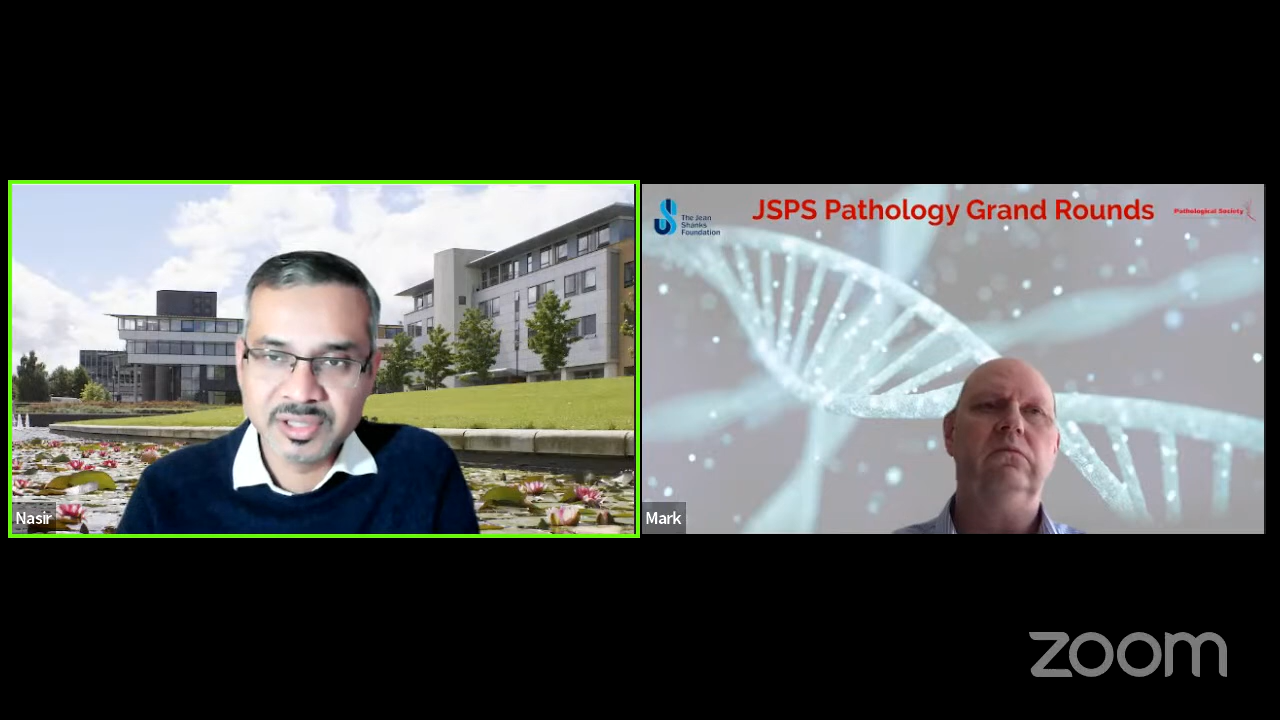 JSPS Pathology Grand Rounds
The Jean
Shanks
Foundation
Pathological Society
Nasir
Mark
zoom